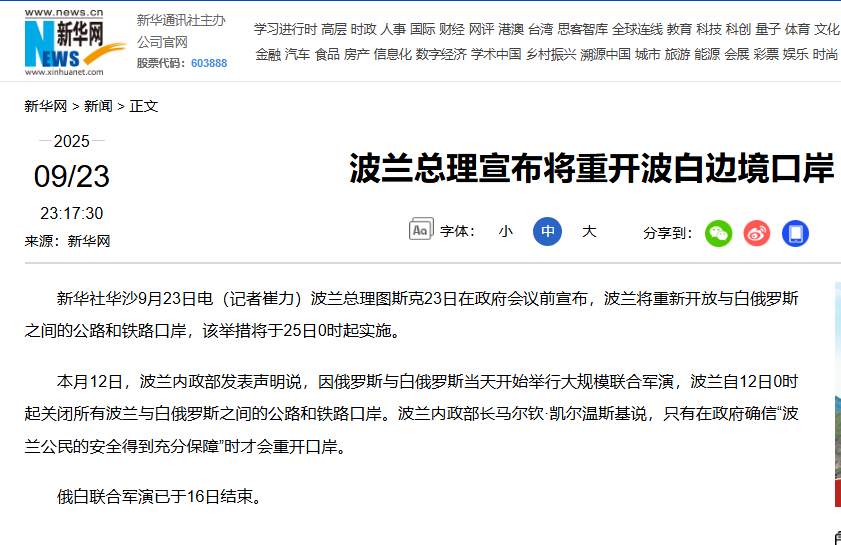 www.news.cn
新华网
NEWS
www.xinhuanet.com
新华通讯社主办
公司官网
股票代码：603888
学习进行时 高层 时政 人事 国际 财经 网评 港澳 台湾 思客智库 全球连线 教育 科技 科创 量子 体育 文化
金融 汽车 食品 房产 信息化 数字经济 学术中国 乡村振兴 溯源中国 城市 旅游 能源 会展 彩票 娱乐 时尚
新华网 > 新闻 > 正文
2025
09/23
23:17:30
来源：新华网
波兰总理宣布将重开波白边境口岸
Aa 字体： 小 中 大 分享到：
新华社华沙9月23日电（记者崔力）波兰总理图斯克23日在政府会议前宣布，波兰将重新开放与白俄罗斯
之间的公路和铁路口岸，该举措将于25日0时起实施。
本月12日，波兰内政部发表声明说，因俄罗斯与白俄罗斯当天开始举行大规模联合军演，波兰自12日0时
起关闭所有波兰与白俄罗斯之间的公路和铁路口岸。波兰内政部长马尔钦·凯尔温斯基说，只有在政府确信“波
兰公民的安全得到充分保障”时才会重开口岸。
俄白联合军演已于16日结束。